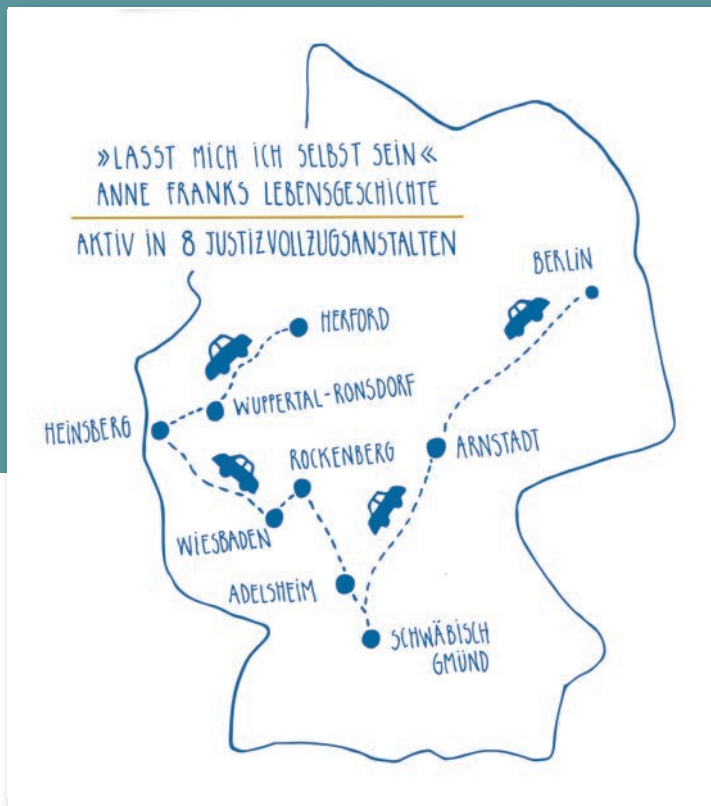 »LASST MICH ICH SELBST SEIN«
ANNE FRANKS LEBENSGESCHICHTE
AKTIV IN 8 JUSTIZVOLLZUGSANSTALTEN
BERLIN
HERFORD
WUPPERTAL-RONSDORF
HEINSBERG
ARNSTADT
ROCKENBERG
WIESBADEN
ADELSHEIM
SCHWÄBISCH
GMÜND